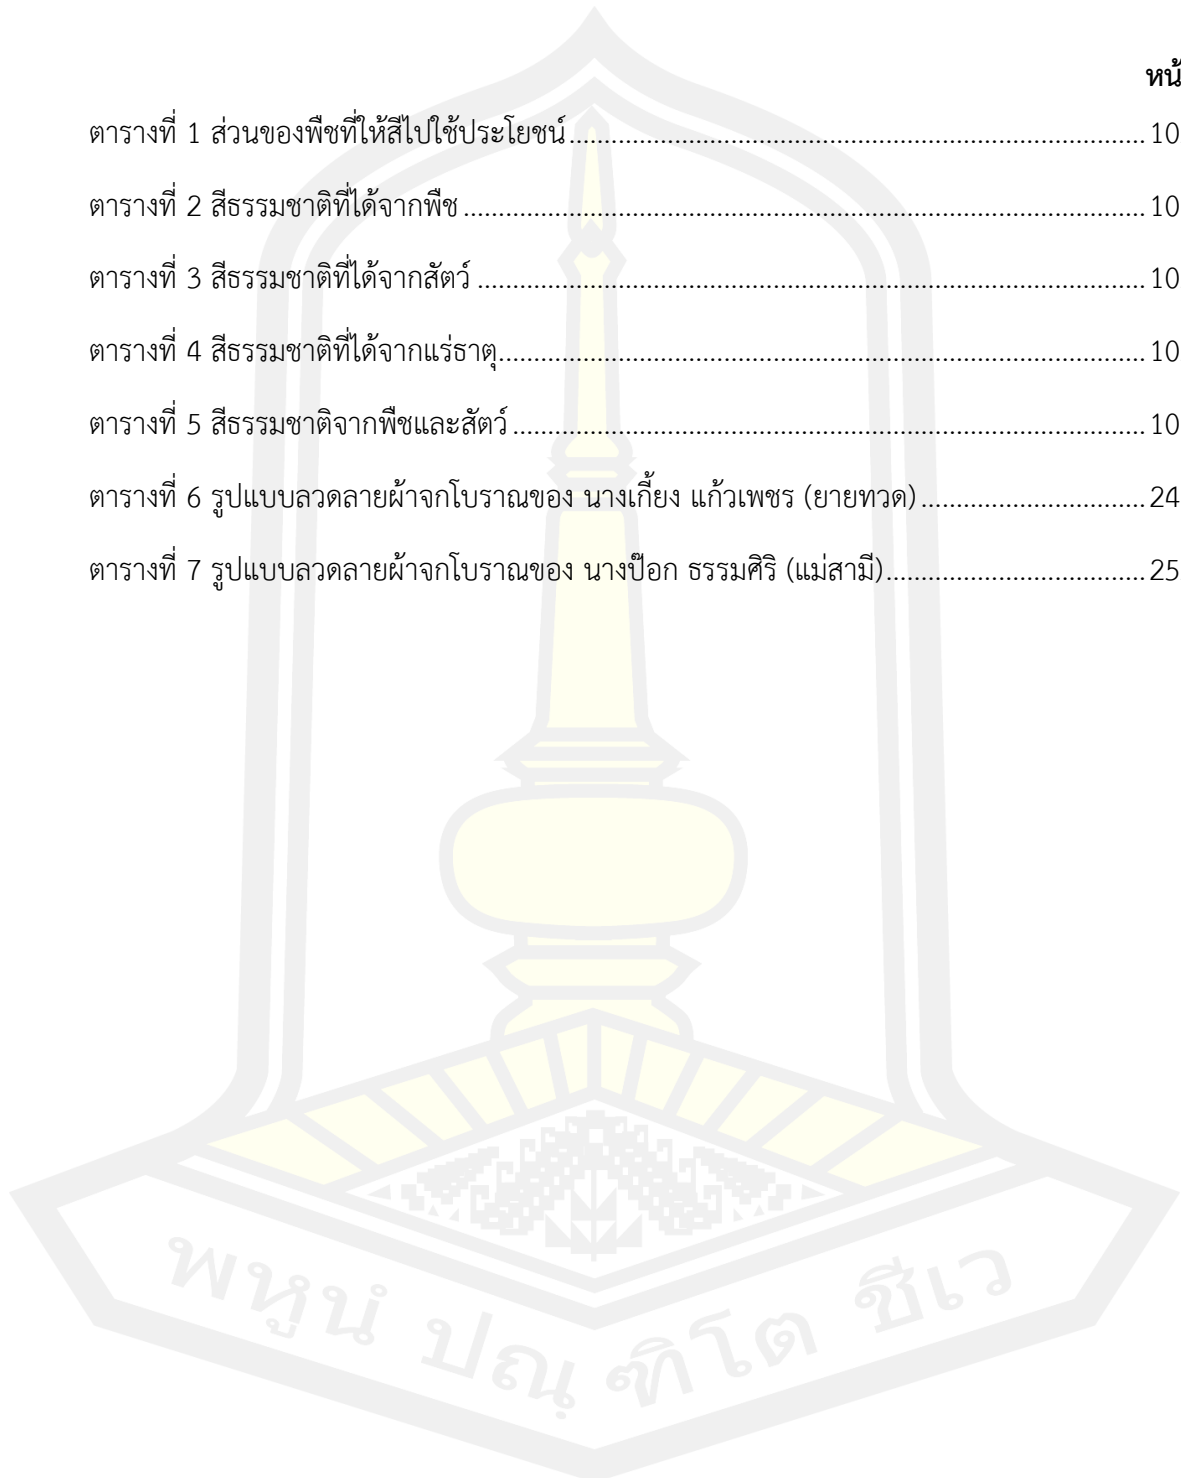 หน้
ตารางที่ 1 ส่วนของพืชที่ให้สีไปใช้ประโยชน์ 10
ตารางที่ 2 สีธรรมชาติที่ได้จากพืช 10
ตารางที่ 3 สีธรรมชาติที่ได้จากสัตว์ 10
ตารางที่ 4 สีธรรมชาติที่ได้จากแร่ธาตุ 10
ตารางที่ 5 สีธรรมชาติจากพืชและสัตว์ 10
ตารางที่ 6 รูปแบบลวดลายผ้าจกโบราณของ นางเกี้ยง แก้วเพชร (ยายทวด) 24
ตารางที่ 7 รูปแบบลวดลายผ้าจกโบราณของ นางป๊อก ธรรมศิริ (แม่สามี) 25
พหูนํ ปณฺฑิโต ชีเว